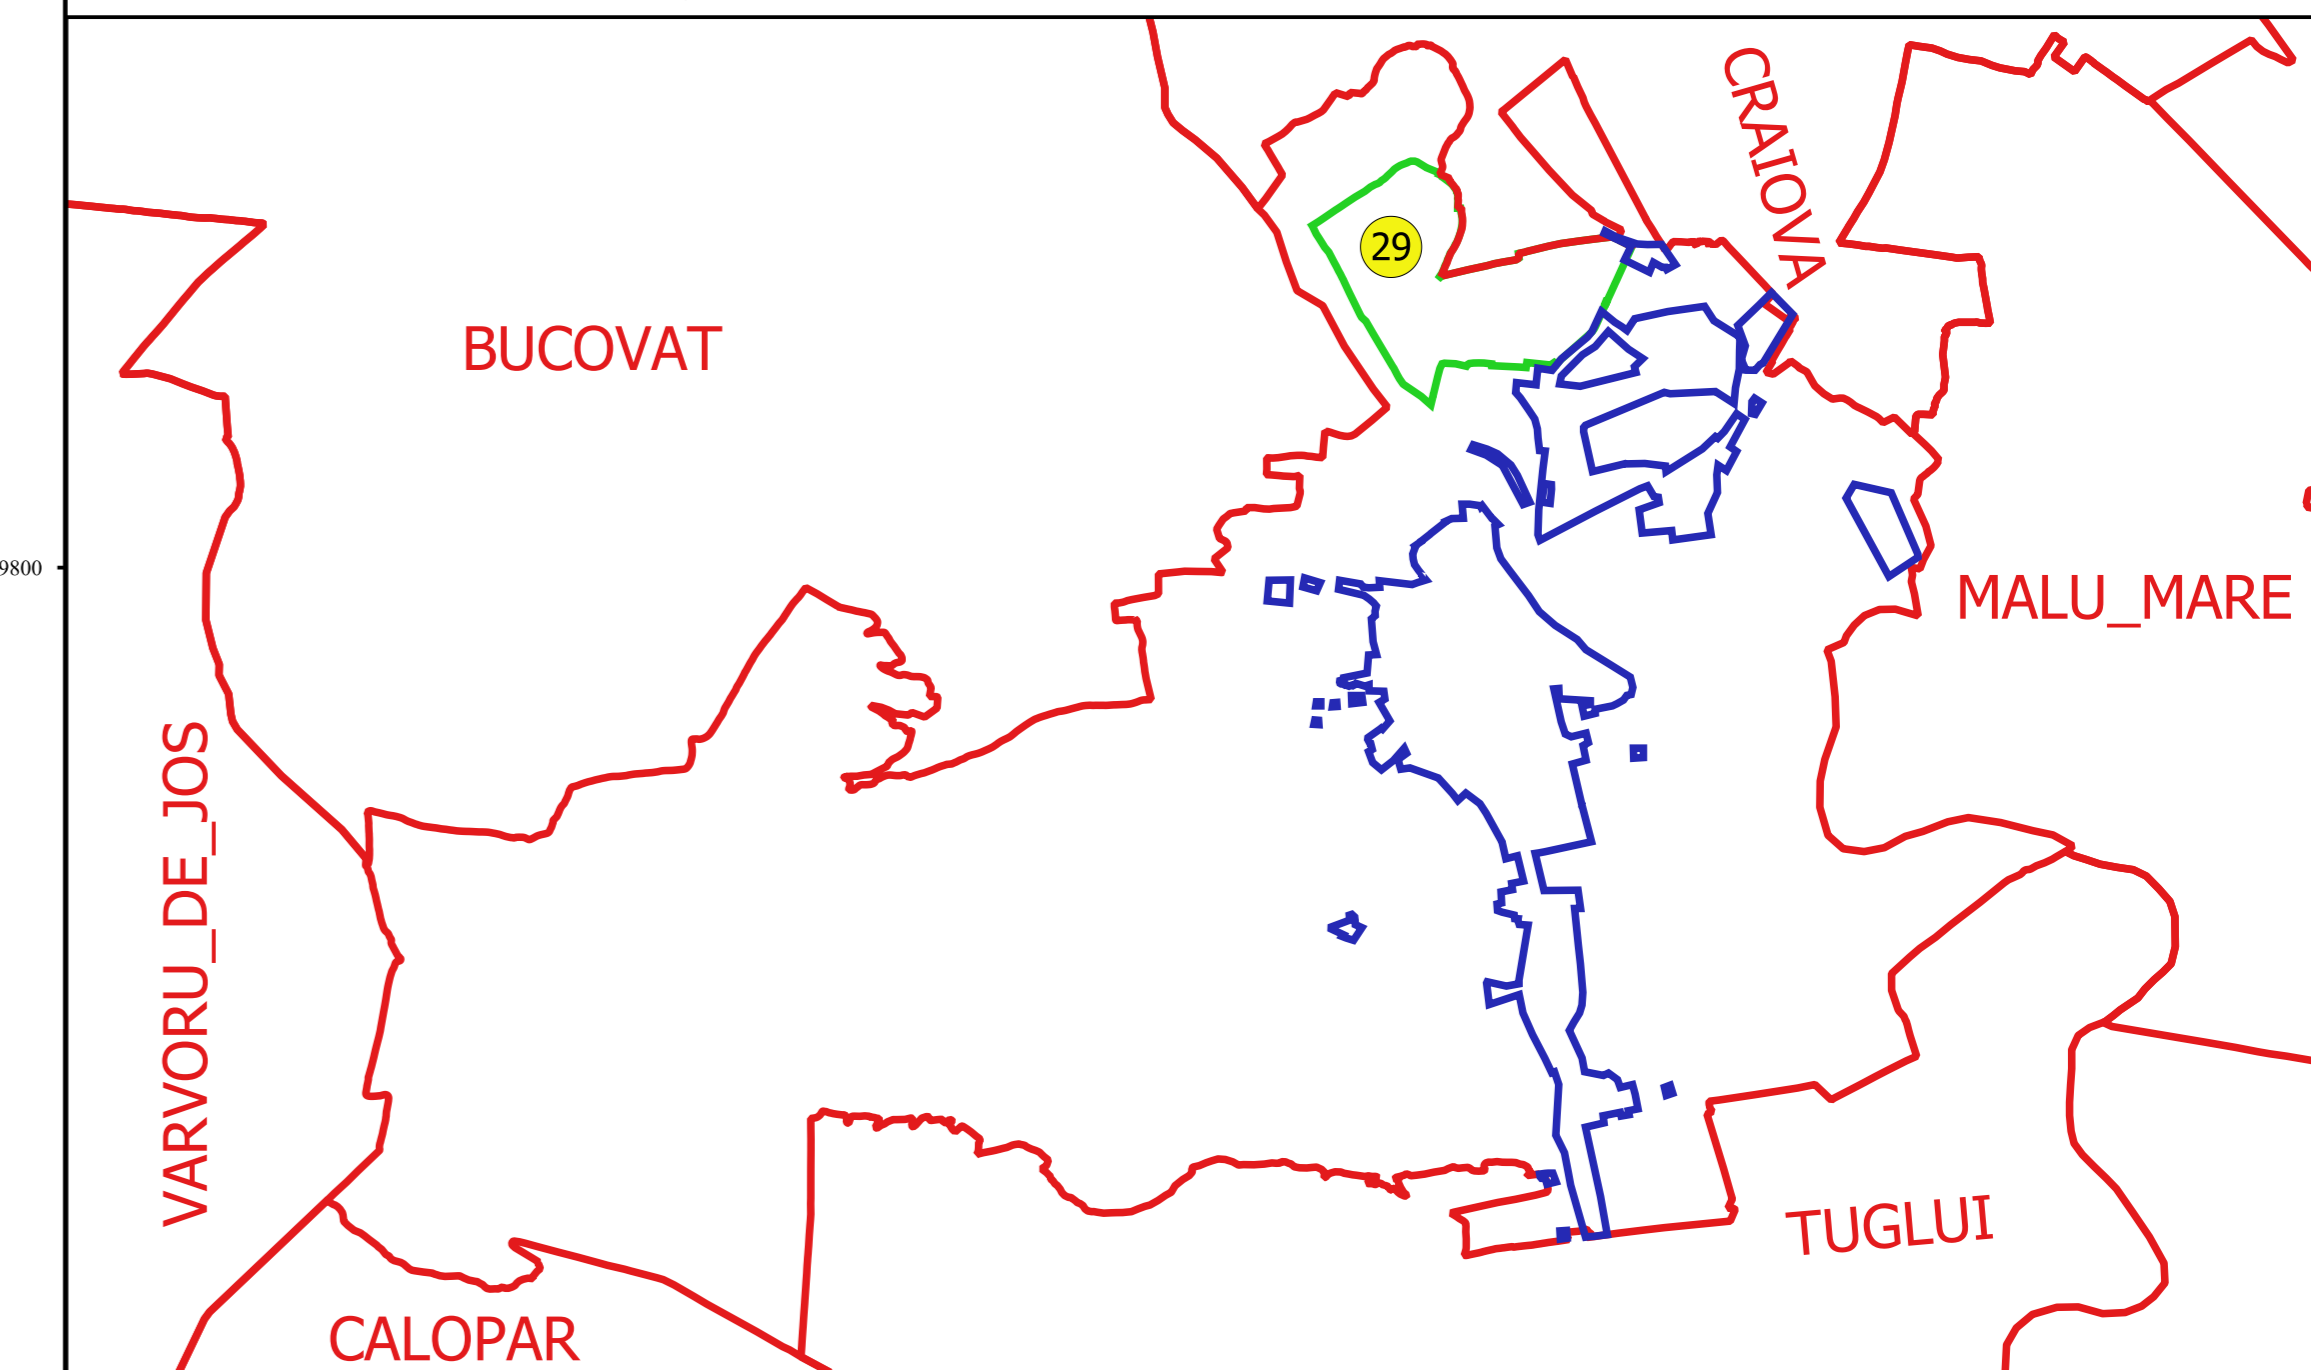 CRAIOVA
29
BUCOVAT
9800
MALU_MARE
VARVORU_DE_JOS
TUGLUI
CALOPAR